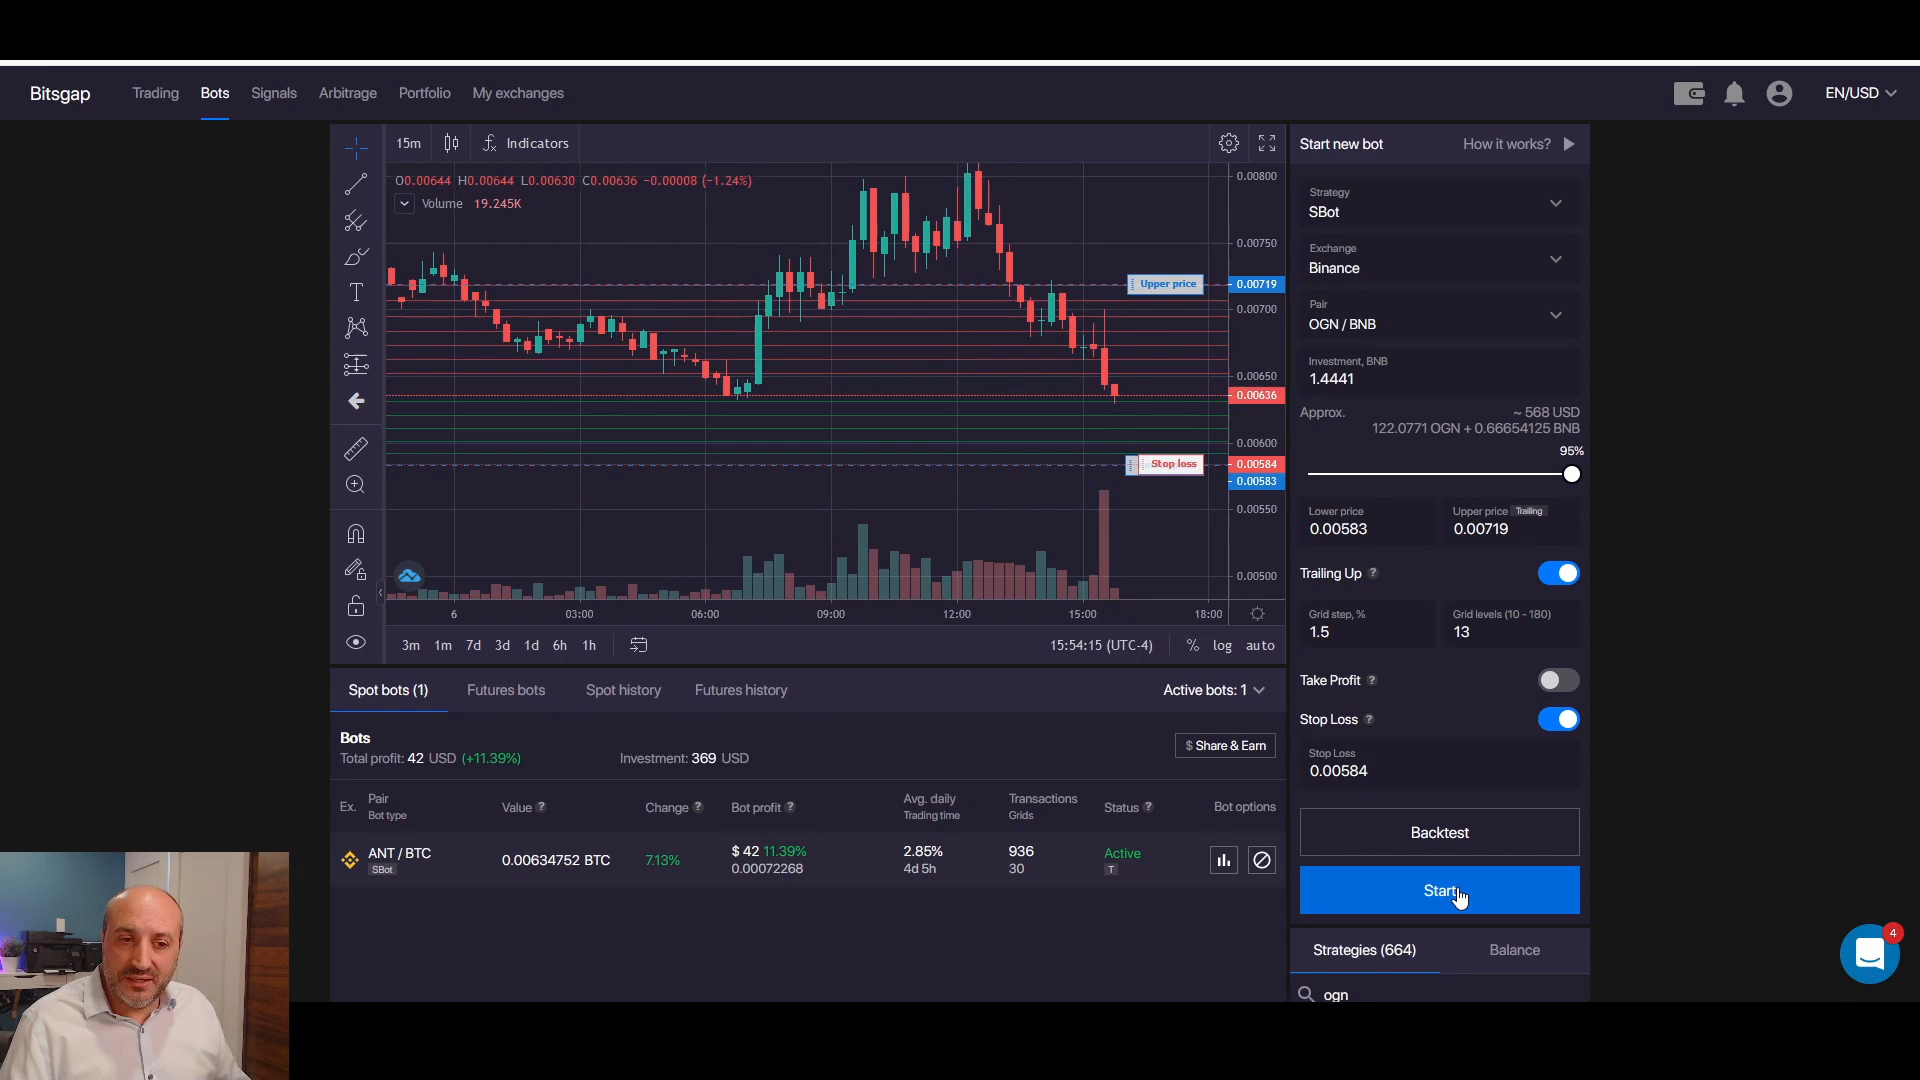 Bitsgap Trading Bots Signals Arbitrage Portfolio My exchanges EN/USD
15m Indicators
O0.00644 H0.00644 L0.00630 C0.00636 -0.00008 (-1.24%)
Volume 19.245K
0.00800
0.00750
Upper price 0.00719
0.00700
0.00650
0.00636
0.00600
Stop loss 0.00584
0.00583
0.00550
0.00500
6 03:00 06:00 09:00 12:00 15:00 18:00
3m 1m 7d 3d 1d 6h 1h 15:54:15 (UTC-4) % log auto
Spot bots (1) Futures bots Spot history Futures history Active bots: 1
Bots
Total profit: 42 USD (+11.39%) Investment: 369 USD
$ Share & Earn
Ex. Pair Value ? Change ? Bot profit ? Avg. daily Transactions Status ? Bot options
Bot type Trading time Grids
ANT / BTC 0.00634752 BTC 7.13% $ 42 11.39% 2.85% 936 Active
SBot 0.00072268 4d 5h 30 T
Start new bot How it works?
Strategy
SBot
Exchange
Binance
Pair
OGN / BNB
Investment, BNB
1.4441
Approx. ~ 568 USD
122.0771 OGN + 0.66654125 BNB
95%
Lower price Upper price Trailing
0.00583 0.00719
Trailing Up ?
Grid step, % Grid levels (10 - 180)
1.5 13
Take Profit ?
Stop Loss ?
Stop Loss
0.00584
Backtest
Start
Strategies (664) Balance
ogn
4